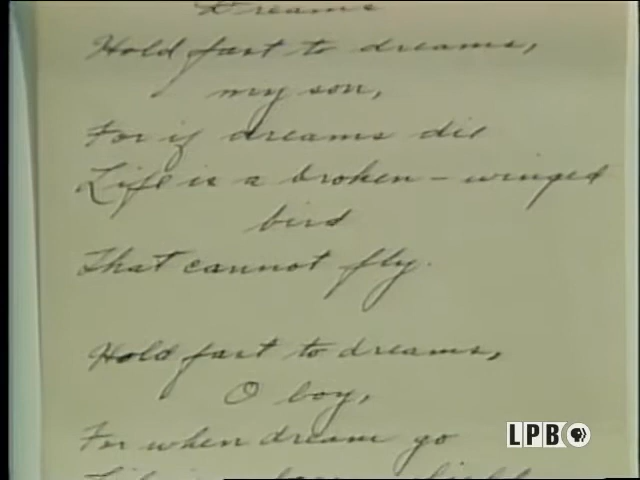 Dreams
Hold fast to dreams,
my son,
For if dreams die
Life is a broken - winged
bird
That cannot fly.
Hold fast to dreams,
O boy,
For when dream go
LPB